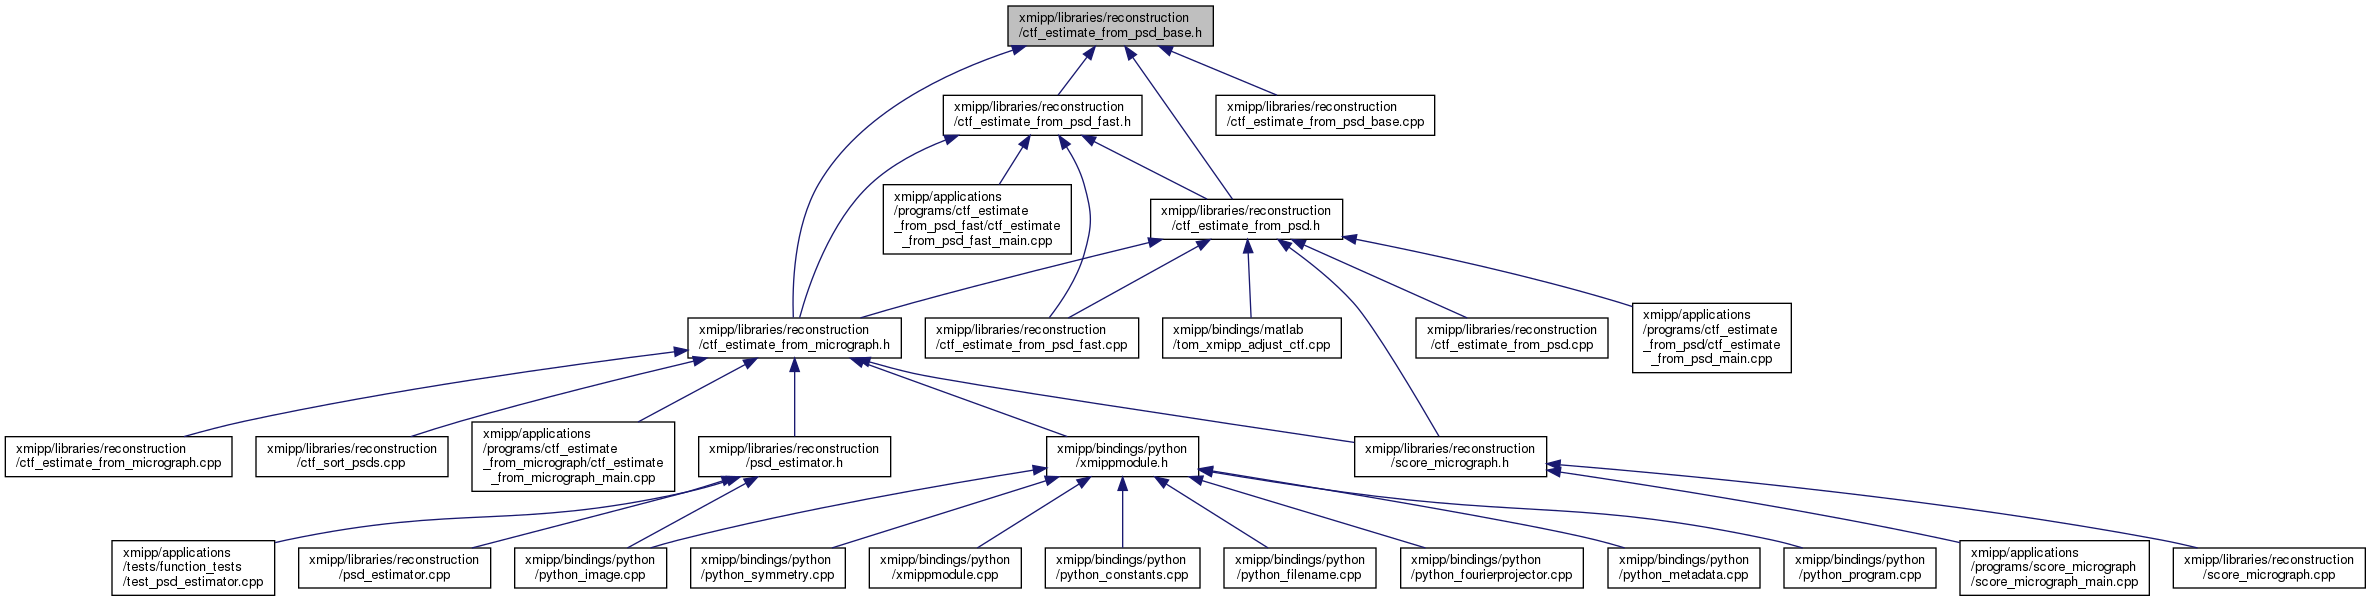 xmipp/libraries/reconstruction
/ctf_estimate_from_psd_base.h
xmipp/libraries/reconstruction
/ctf_estimate_from_psd_fast.h
xmipp/libraries/reconstruction
/ctf_estimate_from_psd_base.cpp
xmipp/applications
/programs/ctf_estimate
_from_psd_fast/ctf_estimate
_from_psd_fast_main.cpp
xmipp/libraries/reconstruction
/ctf_estimate_from_psd.h
xmipp/libraries/reconstruction
/ctf_estimate_from_micrograph.h
xmipp/libraries/reconstruction
/ctf_estimate_from_psd_fast.cpp
xmipp/bindings/matlab
/tom_xmipp_adjust_ctf.cpp
xmipp/libraries/reconstruction
/ctf_estimate_from_psd.cpp
xmipp/applications
/programs/ctf_estimate
_from_psd/ctf_estimate
_from_psd_main.cpp
xmipp/libraries/reconstruction
/ctf_estimate_from_micrograph.cpp
xmipp/libraries/reconstruction
/ctf_sort_psds.cpp
xmipp/applications
/programs/ctf_estimate
_from_micrograph/ctf_estimate
_from_micrograph_main.cpp
xmipp/libraries/reconstruction
/psd_estimator.h
xmipp/bindings/python
/xmippmodule.h
xmipp/libraries/reconstruction
/score_micrograph.h
xmipp/applications
/tests/function_tests
/test_psd_estimator.cpp
xmipp/libraries/reconstruction
/psd_estimator.cpp
xmipp/bindings/python
/python_image.cpp
xmipp/bindings/python
/python_symmetry.cpp
xmipp/bindings/python
/xmippmodule.cpp
xmipp/bindings/python
/python_constants.cpp
xmipp/bindings/python
/python_filename.cpp
xmipp/bindings/python
/python_fourierprojector.cpp
xmipp/bindings/python
/python_metadata.cpp
xmipp/bindings/python
/python_program.cpp
xmipp/applications
/programs/score_micrograph
/score_micrograph_main.cpp
xmipp/libraries/reconstruction
/score_micrograph.cpp